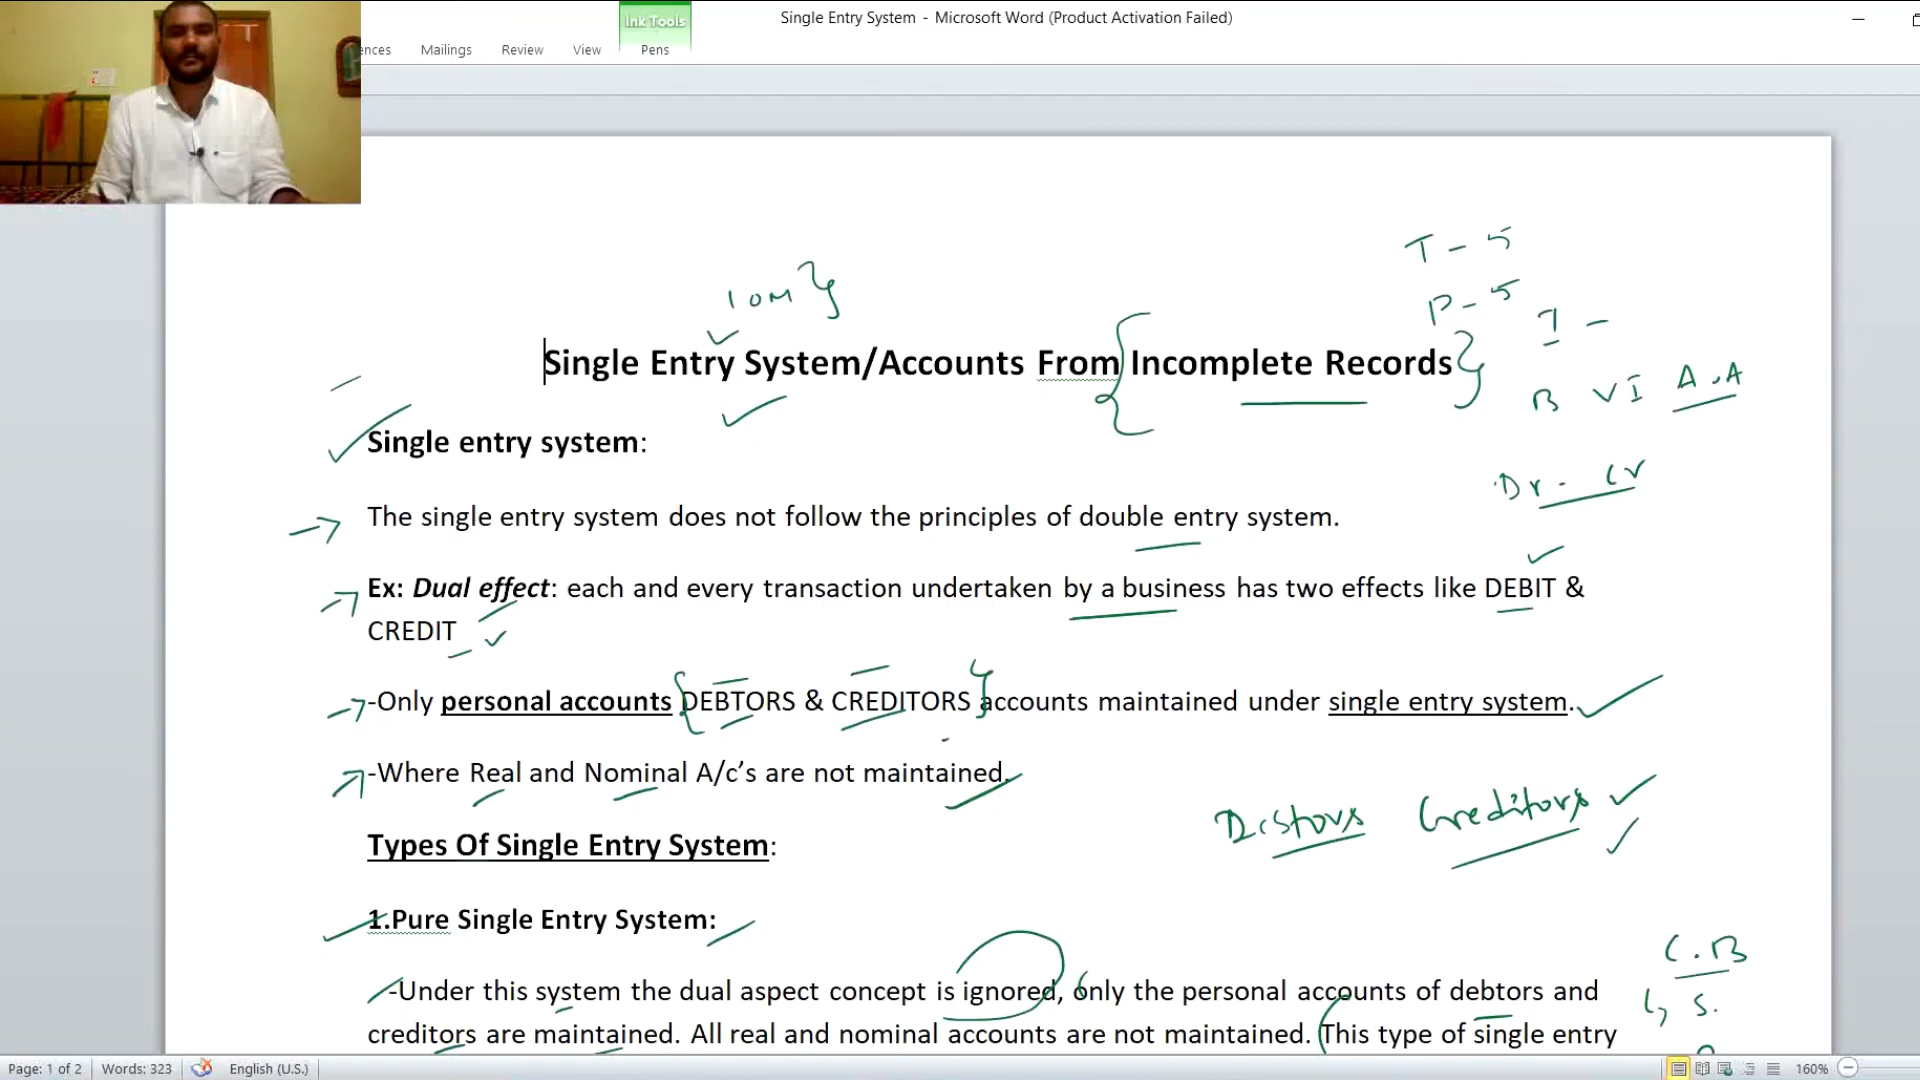 Single Entry System - Microsoft Word (Product Activation Failed)
Ink Tools
ences Mailings Review View Pens
T - 5
10M
P - 5
I -
Single Entry System/Accounts From Incomplete Records
B VI A.A
Single entry system:
Dr. Cr
The single entry system does not follow the principles of double entry system.
Ex: Dual effect: each and every transaction undertaken by a business has two effects like DEBIT &
CREDIT
-Only personal accounts DEBTORS & CREDITORS accounts maintained under single entry system.
-Where Real and Nominal A/c's are not maintained.
Creditors
Types Of Single Entry System:
1.Pure Single Entry System:
C.B
-Under this system the dual aspect concept is ignored, only the personal accounts of debtors and
S.
creditors are maintained. All real and nominal accounts are not maintained. This type of single entry
Page: 1 of 2 Words: 323 English (U.S.) 160%